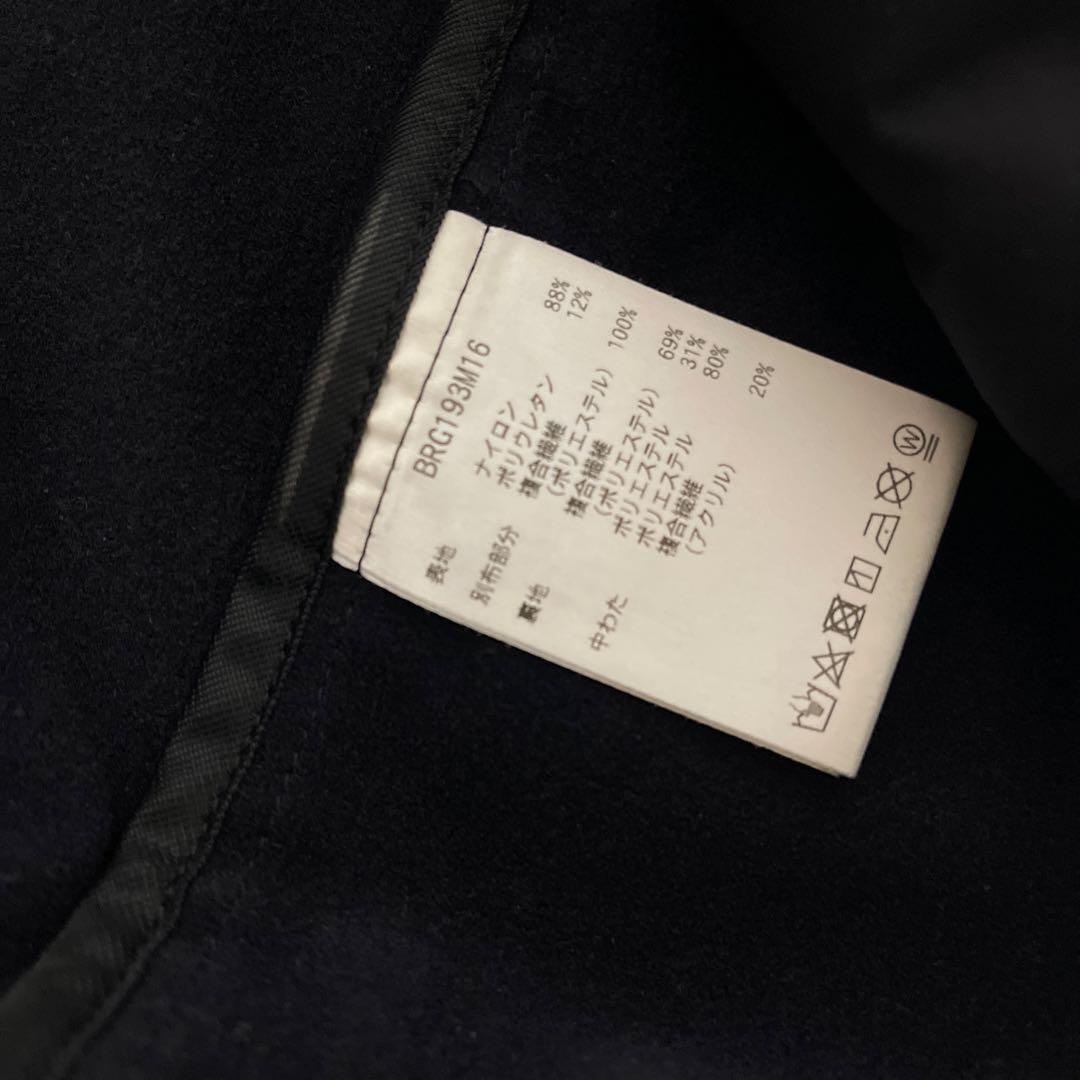 BRG193M16
表地 ナイロン 88%
ポリウレタン 12%
別布部分 複合繊維
(ポリエステル) 100%
裏地 複合繊維
(ポリエステル) 69%
ポリエステル 31%
中わた ポリエステル 80%
複合繊維
(アクリル) 20%
W